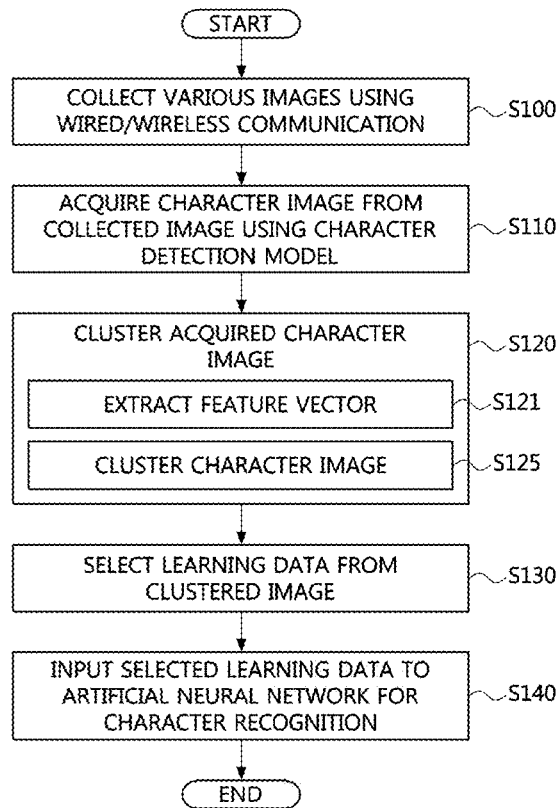 START
COLLECT VARIOUS IMAGES USING
WIRED/WIRELESS COMMUNICATION
S100
ACQUIRE CHARACTER IMAGE FROM
COLLECTED IMAGE USING CHARACTER
DETECTION MODEL
S110
CLUSTER ACQUIRED CHARACTER
IMAGE
S120
EXTRACT FEATURE VECTOR
S121
CLUSTER CHARACTER IMAGE
S125
SELECT LEARNING DATA FROM
CLUSTERED IMAGE
S130
INPUT SELECTED LEARNING DATA TO
ARTIFICIAL NEURAL NETWORK FOR
CHARACTER RECOGNITION
S140
END